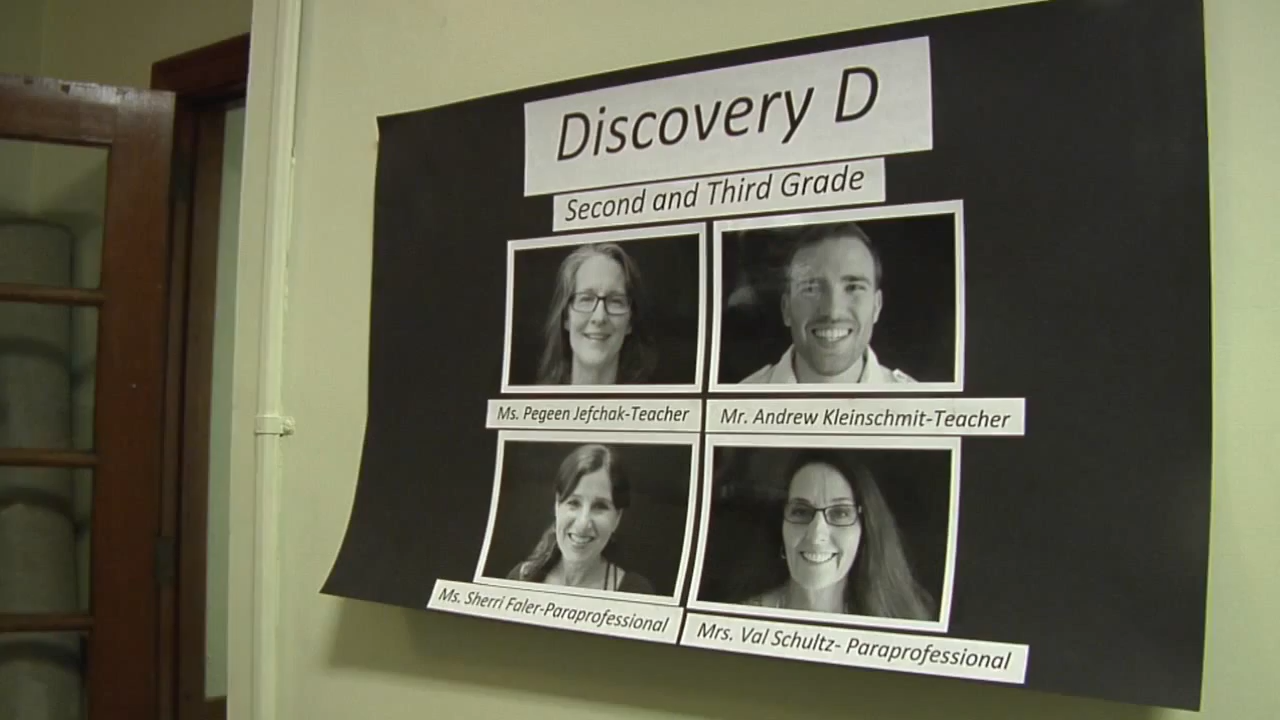 Discovery D
Second and Third Grade
Ms. Pegeen Jefchak-Teacher
Mr. Andrew Kleinschmit-Teacher
Ms. Sherri Faler-Paraprofessional
Mrs. Val Schultz- Paraprofessional